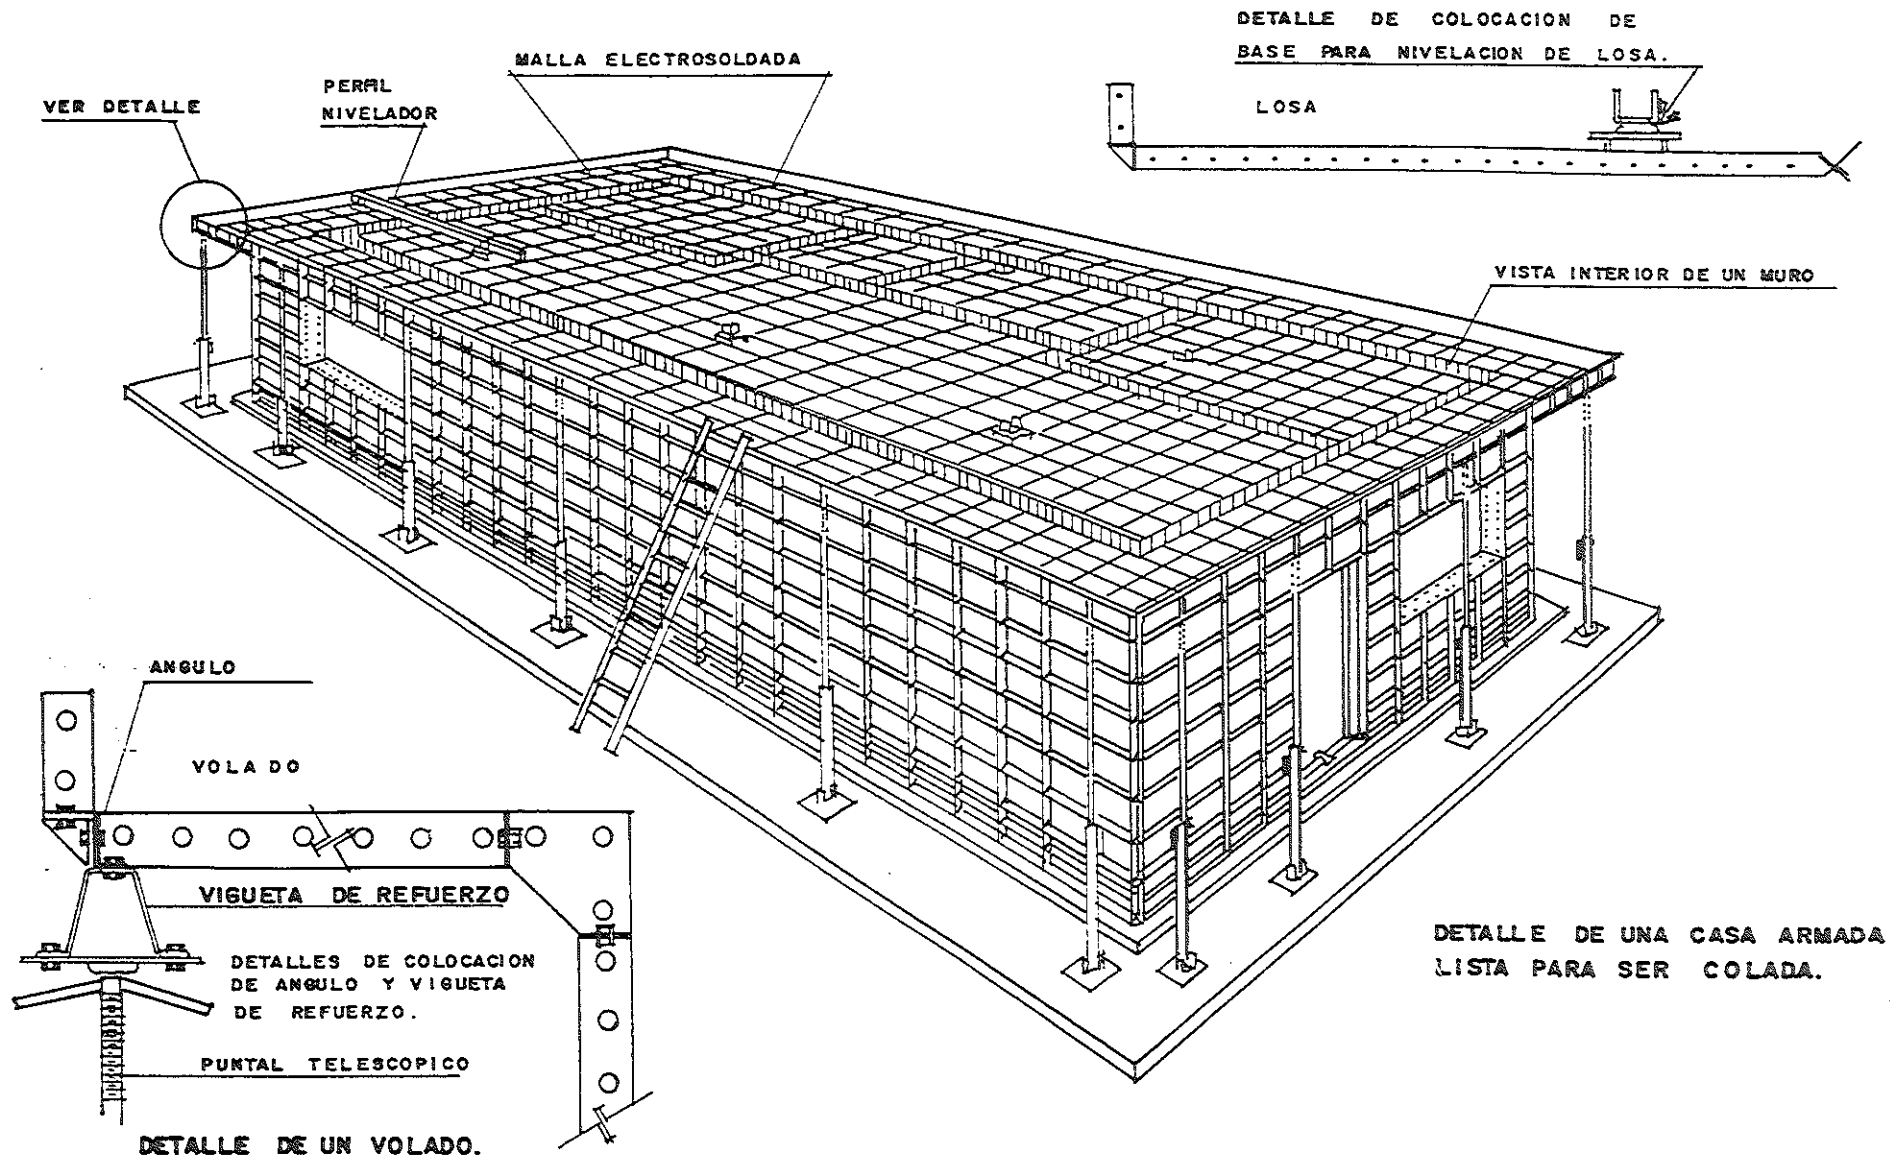 DETALLE DE COLOCACION DE
BASE PARA NIVELACION DE LOSA.
LOSA
MALLA ELECTROSOLDADA
PERFIL
NIVELADOR
VER DETALLE
VISTA INTERIOR DE UN MURO
ANGULO
VOLADO
VIGUETA DE REFUERZO
DETALLES DE COLOCACION
DE ANGULO Y VIGUETA
DE REFUERZO.
PUNTAL TELESCOPICO
DETALLE DE UN VOLADO.
DETALLE DE UNA CASA ARMADA
LISTA PARA SER COLADA.